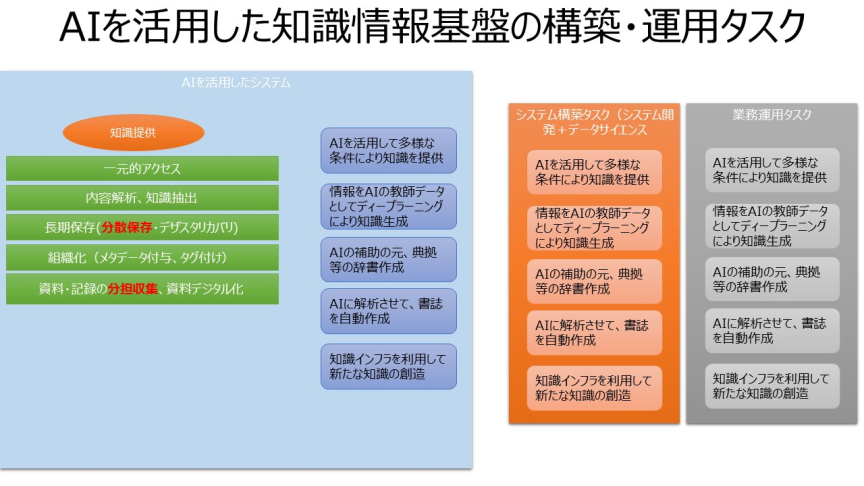 AIを活用した知識情報基盤の構築・運用タスク
AIを活用したシステム
知識提供
一元的アクセス
内容解析、知識抽出
長期保存(分散保存・デザスタリカバリ)
組織化（メタデータ付与、タグ付け）
資料・記録の分担収集、資料デジタル化
AIを活用して多様な
条件により知識を提供
情報をAIの教師データ
としてディープラーニング
により知識生成
AIの補助の元、典拠
等の辞書作成
AIに解析させて、書誌
を自動作成
知識インフラを利用して
新たな知識の創造
システム構築タスク（システム開
発＋データサイエンス
AIを活用して多様な
条件により知識を提供
情報をAIの教師データ
としてディープラーニング
により知識生成
AIの補助の元、典拠
等の辞書作成
AIに解析させて、書誌
を自動作成
知識インフラを利用して
新たな知識の創造
業務運用タスク
AIを活用して多様な
条件により知識を提供
情報をAIの教師データ
としてディープラーニング
により知識生成
AIの補助の元、典拠
等の辞書作成
AIに解析させて、書誌
を自動作成
知識インフラを利用して
新たな知識の創造